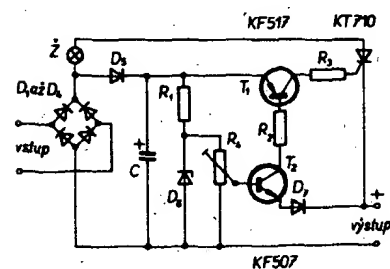 KF517 KT710
Ž D5 R3
D1 až D4 R1 T1
R2
vstup + R4 T2
C D6 D7 +
výstup
KF507